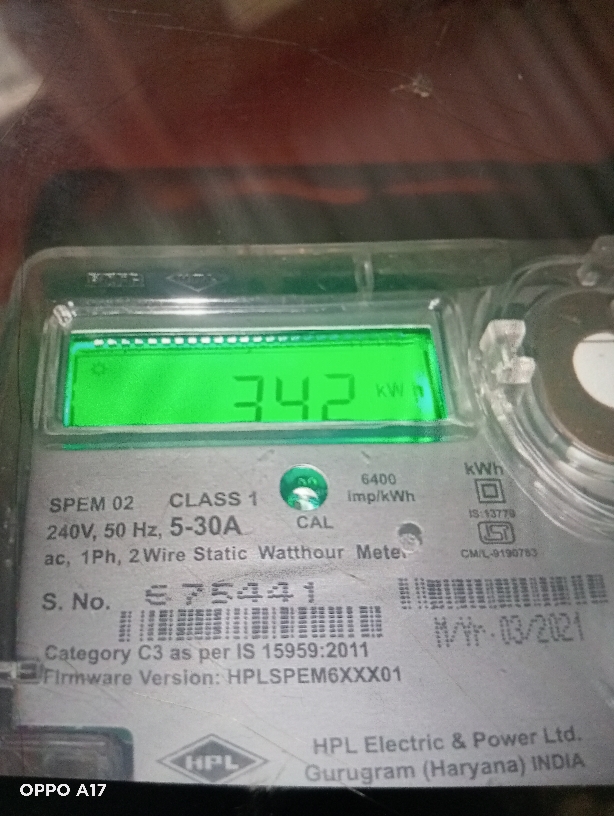 342 kWh
6400
imp/kWh
kWh
SPEM 02 CLASS 1
IS:13779
240V, 50 Hz, 5-30A
CAL
ac, 1Ph, 2 Wire Static Watthour Meter
CM/L-9190783
S. No. 675441
M/Yr. 03/2021
Category C3 as per IS 15959:2011
Firmware Version: HPLSPEM6XXX01
HPL
HPL Electric & Power Ltd.
Gurugram (Haryana) INDIA
OPPO A17